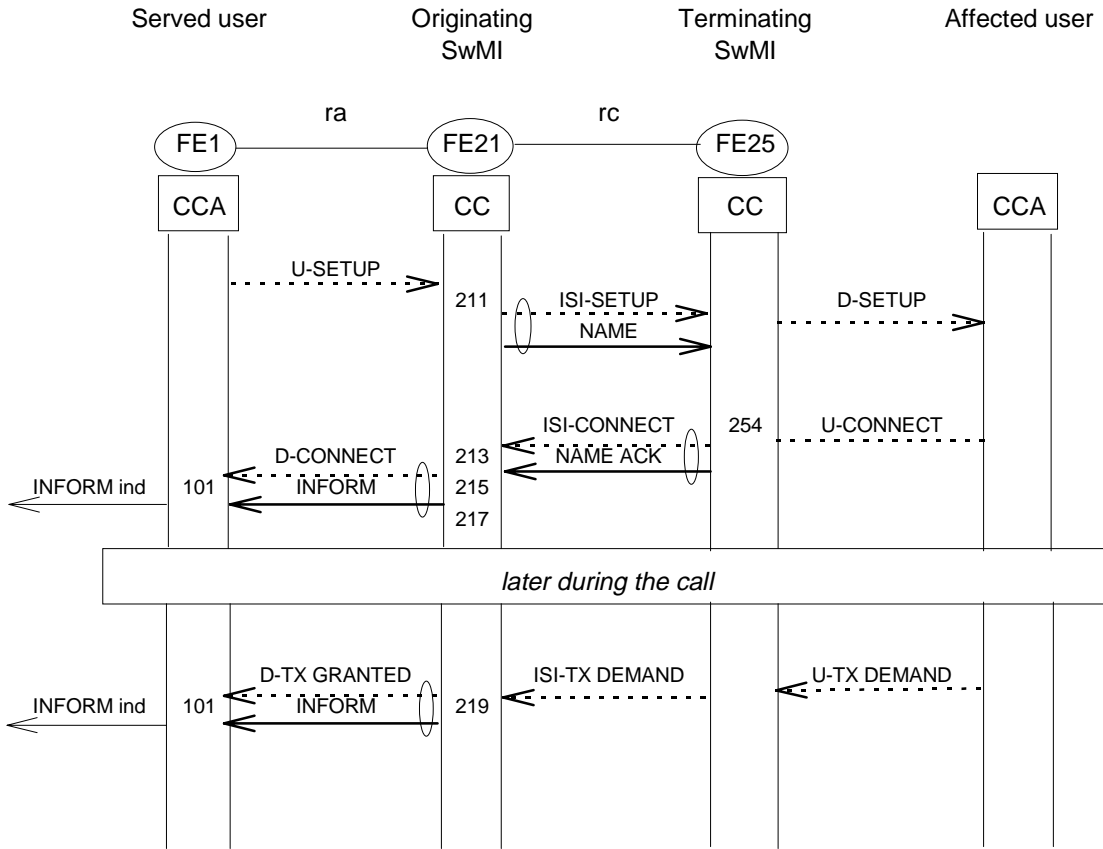 Served user
Originating
SwMI
Terminating
SwMI
Affected user
ra
rc
FE1
FE21
FE25
CCA
CC
CC
CCA
U-SETUP
211
ISI-SETUP
D-SETUP
NAME
ISI-CONNECT
254
U-CONNECT
D-CONNECT
213
NAME ACK
INFORM ind
101
INFORM
215
217
later during the call
D-TX GRANTED
ISI-TX DEMAND
U-TX DEMAND
INFORM ind
101
INFORM
219